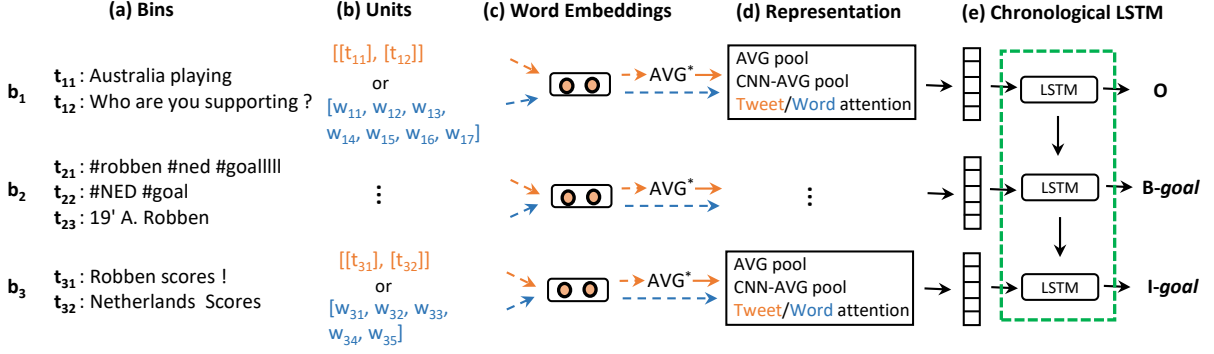 (a) Bins
(b) Units
(c) Word Embeddings
(d) Representation
(e) Chronological LSTM
b1
t11 : Australia playing
t12 : Who are you supporting ?
[[t11], [t12]]
or
[w11, w12, w13,
w14, w15, w16, w17]
AVG*
AVG pool
CNN-AVG pool
Tweet/Word attention
LSTM
O
b2
t21 : #robben #ned #goalllll
t22 : #NED #goal
t23 : 19' A. Robben
⋮
AVG*
⋮
LSTM
B-goal
b3
t31 : Robben scores !
t32 : Netherlands Scores
[[t31], [t32]]
or
[w31, w32, w33,
w34, w35]
AVG*
AVG pool
CNN-AVG pool
Tweet/Word attention
LSTM
I-goal